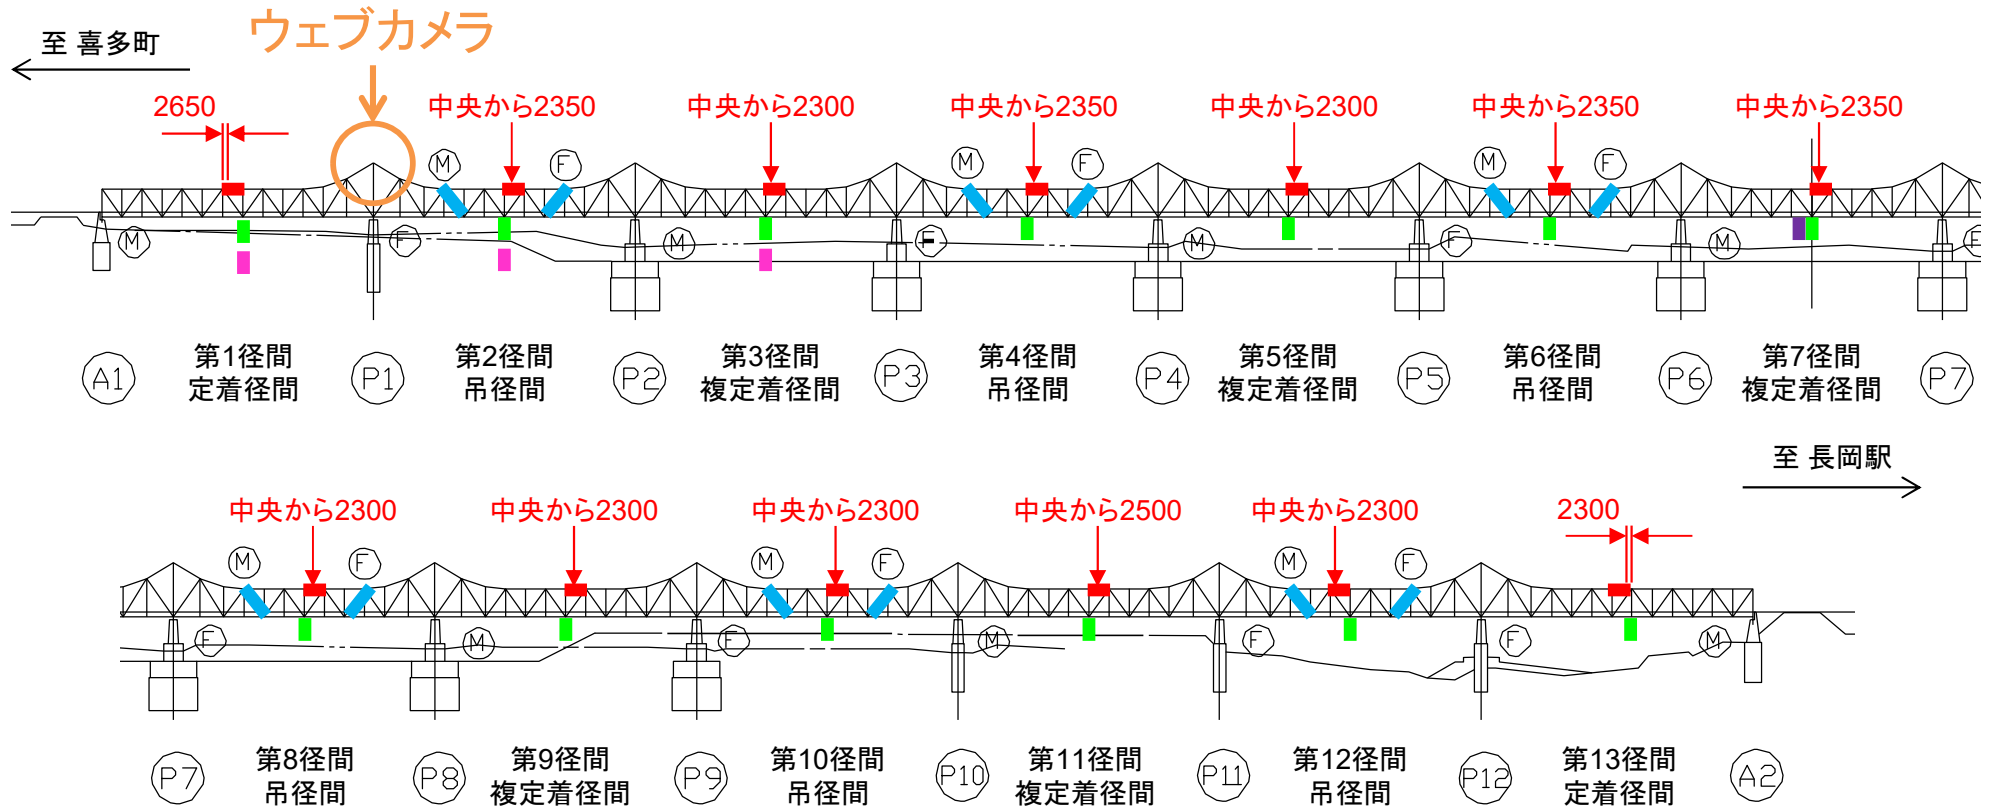 ウェブカメラ
至 喜多町
2650
中央から2350
中央から2300
中央から2350
中央から2300
中央から2350
中央から2350
M
F
M
F
M
F
M
F
M
F
M
F
M
F
A1
第1径間
定着径間
P1
第2径間
吊径間
P2
第3径間
複定着径間
P3
第4径間
吊径間
P4
第5径間
複定着径間
P5
第6径間
吊径間
P6
第7径間
複定着径間
P7
至 長岡駅
中央から2300
中央から2300
中央から2300
中央から2500
中央から2300
2300
M
F
M
F
M
F
F
M
F
M
F
F
M
P7
第8径間
吊径間
P8
第9径間
複定着径間
P9
第10径間
吊径間
P10
第11径間
複定着径間
P11
第12径間
吊径間
P12
第13径間
定着径間
A2